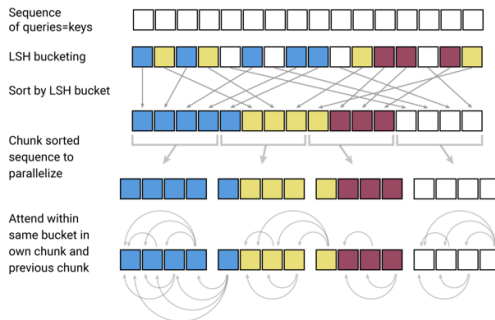 Sequence
of queries=keys
LSH bucketing
Sort by LSH bucket
Chunk sorted
sequence to
parallelize
Attend within
same bucket in
own chunk and
previous chunk